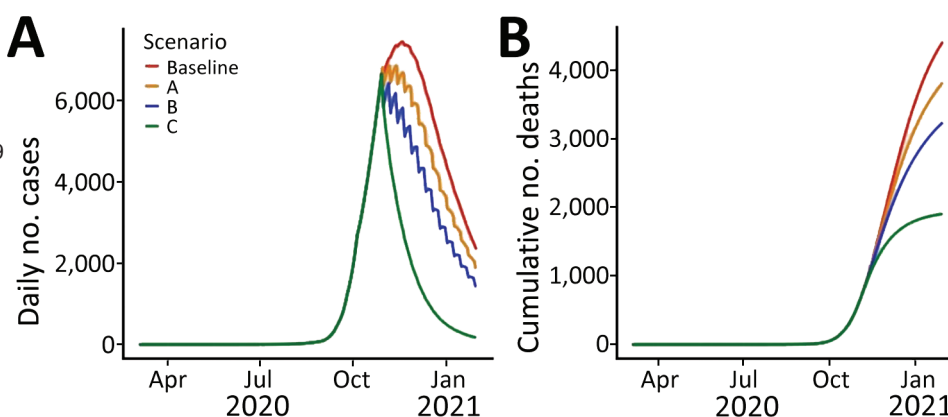 A
Daily no. cases
6,000
4,000
2,000
0
Scenario
Baseline
A
B
C
Apr Jul Oct Jan
2020 2021
B
Cumulative no. deaths
4,000
3,000
2,000
1,000
0
Apr Jul Oct Jan
2020 2021